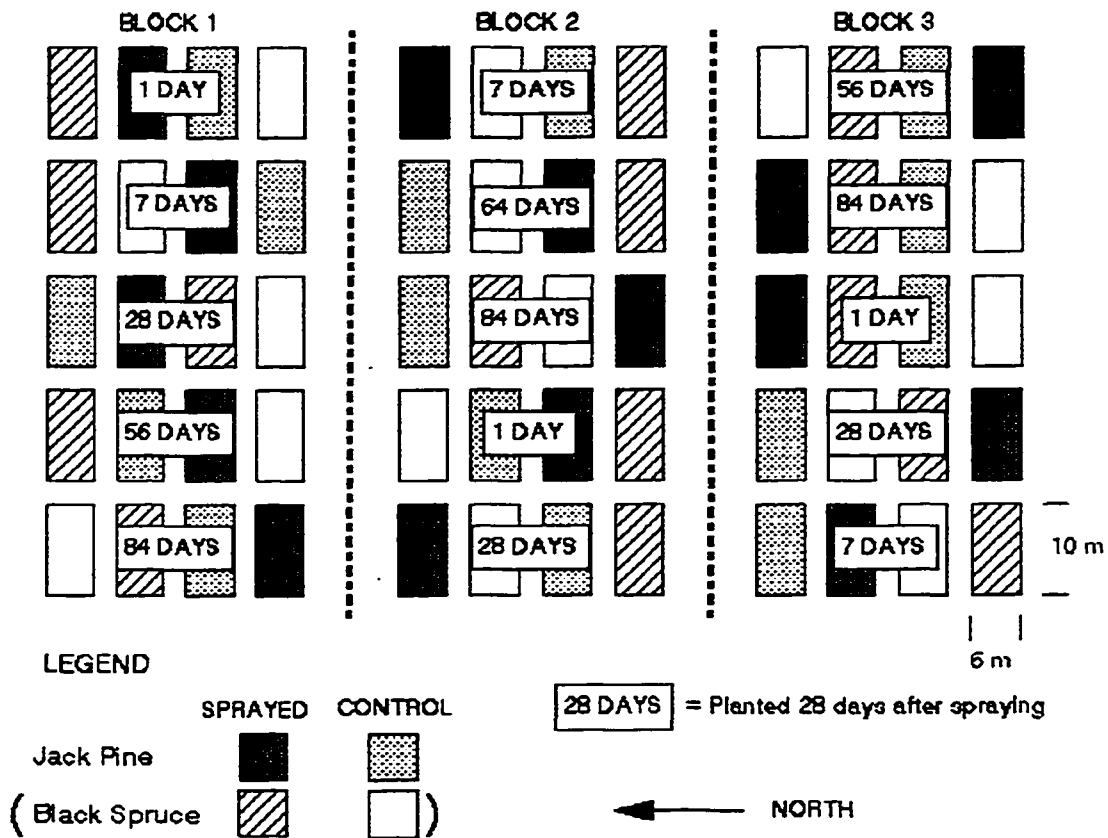 BLOCK 1 BLOCK 2 BLOCK 3
1 DAY 7 DAYS 56 DAYS
7 DAYS 64 DAYS 84 DAYS
28 DAYS 84 DAYS 1 DAY
56 DAYS 1 DAY 28 DAYS
84 DAYS 28 DAYS 7 DAYS
10 m
6 m
LEGEND
SPRAYED CONTROL
28 DAYS = Planted 28 days after spraying
Jack Pine
(Black Spruce )
NORTH